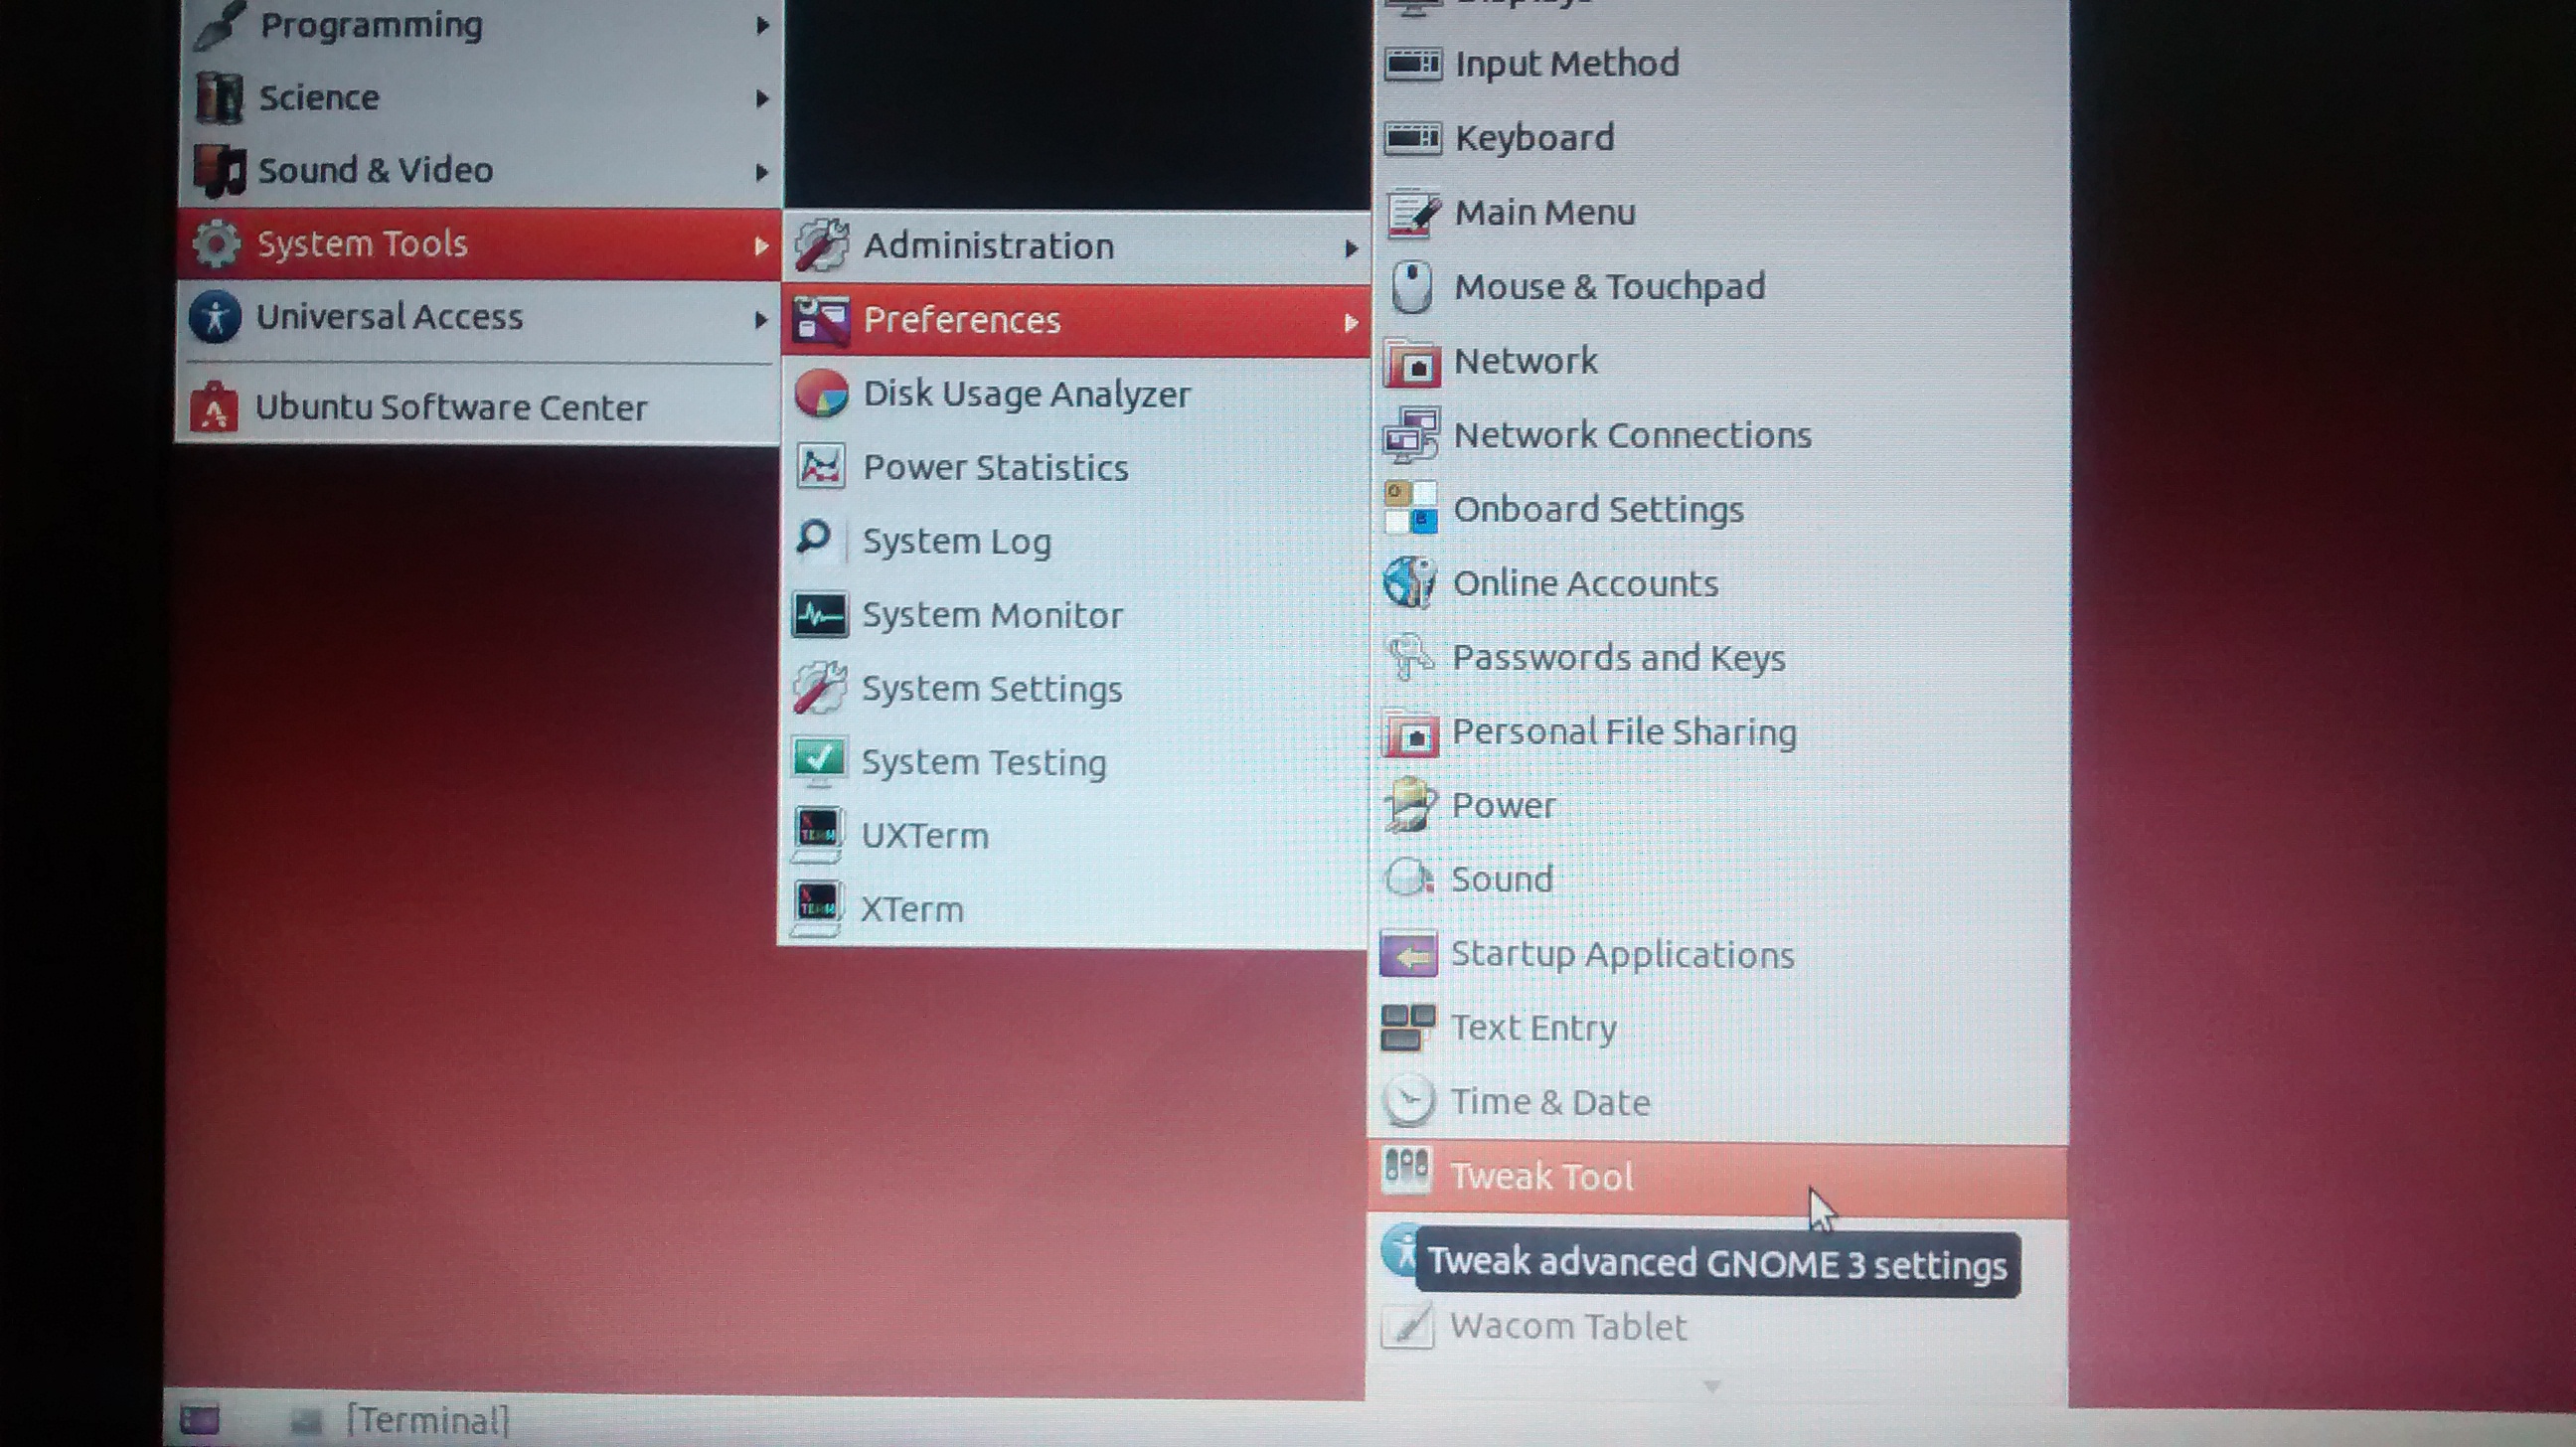 Programming
Science
Sound & Video
System Tools
Universal Access
Ubuntu Software Center
Administration
Preferences
Disk Usage Analyzer
Power Statistics
System Log
System Monitor
System Settings
System Testing
UXTerm
XTerm
Displays
Input Method
Keyboard
Main Menu
Mouse & Touchpad
Network
Network Connections
Onboard Settings
Online Accounts
Passwords and Keys
Personal File Sharing
Power
Sound
Startup Applications
Text Entry
Time & Date
Tweak Tool
Tweak advanced GNOME 3 settings
Wacom Tablet
[Terminal]